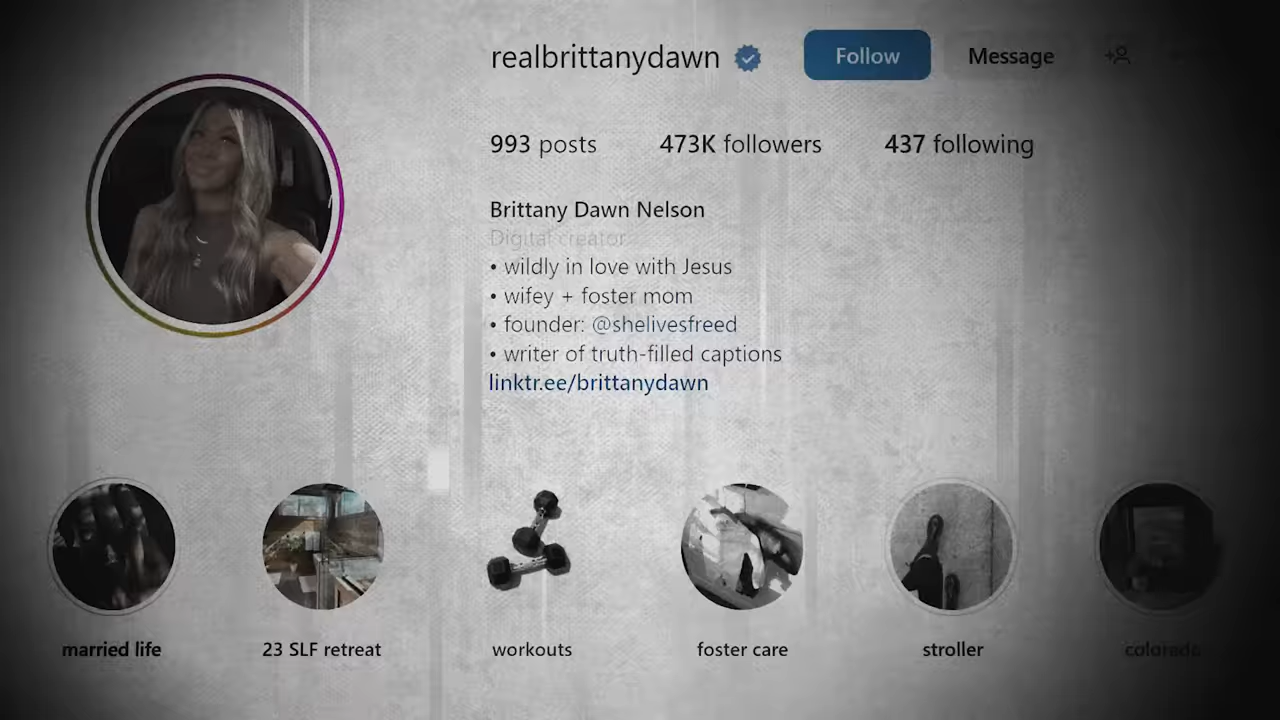 realbrittanydawn Follow Message
993 posts 473K followers 437 following
Brittany Dawn Nelson
Digital creator
• wildly in love with Jesus
• wifey + foster mom
• founder: @shelivesfreed
• writer of truth-filled captions
linktr.ee/brittanydawn
married life 23 SLF retreat workouts foster care stroller colorado